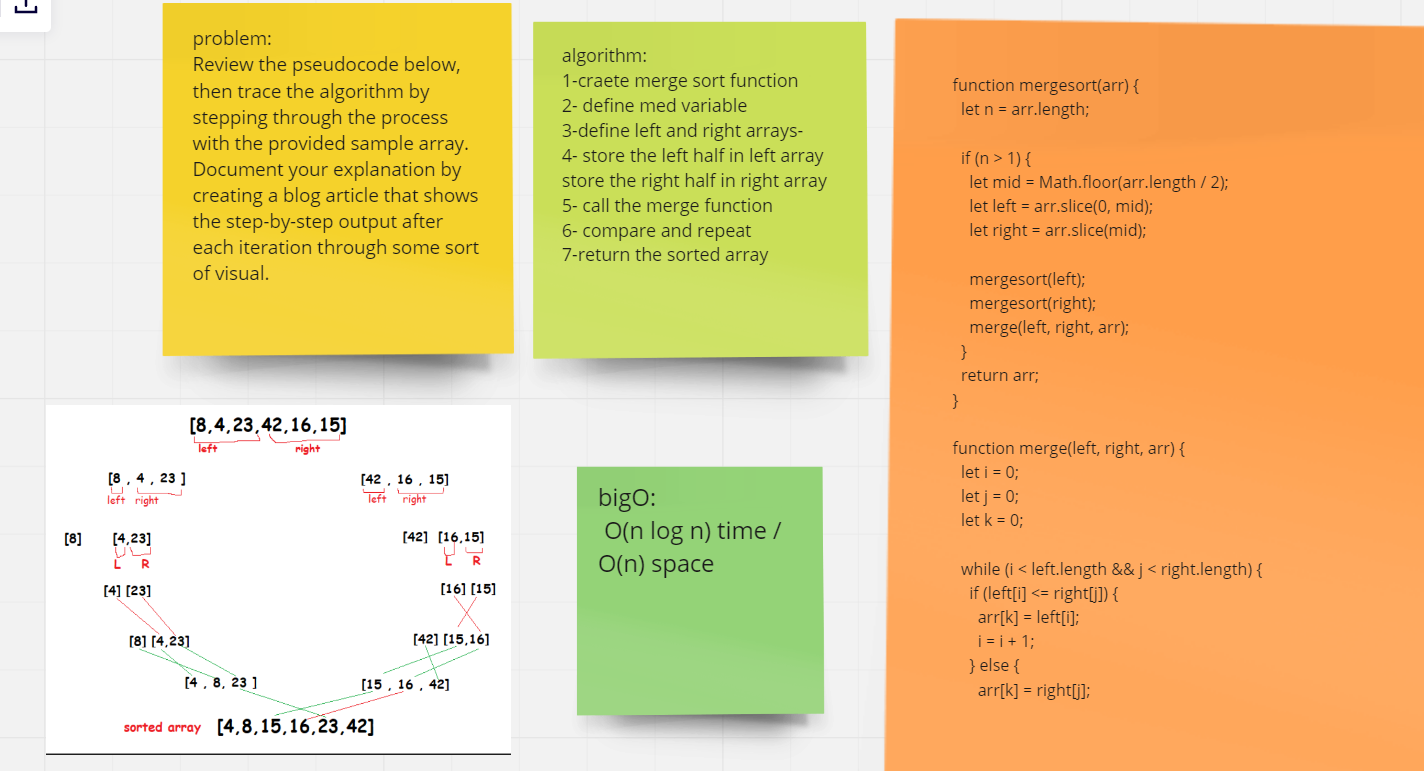 problem:
Review the pseudocode below,
then trace the algorithm by
stepping through the process
with the provided sample array.
Document your explanation by
creating a blog article that shows
the step-by-step output after
each iteration through some sort
of visual.
algorithm:
1-craete merge sort function
2- define med variable
3-define left and right arrays-
4- store the left half in left array
store the right half in right array
5- call the merge function
6- compare and repeat
7-return the sorted array
function mergesort(arr) {
let n = arr.length;
if (n > 1) {
let mid = Math.floor(arr.length / 2);
let left = arr.slice(0, mid);
let right = arr.slice(mid);
mergesort(left);
mergesort(right);
merge(left, right, arr);
}
return arr;
}
function merge(left, right, arr) {
let i = 0;
let j = 0;
let k = 0;
while (i < left.length && j < right.length) {
if (left[i] <= right[j]) {
arr[k] = left[i];
i = i + 1;
} else {
arr[k] = right[j];
[8,4,23,42,16,15]
left right
[8 , 4 , 23 ] [42 , 16 , 15]
left right left right
[8] [4,23] [42] [16,15]
L R L R
[4] [23] [16] [15]
[8] [4,23] [42] [15,16]
[4 , 8, 23 ] [15 , 16 , 42]
sorted array [4,8,15,16,23,42]
bigO:
O(n log n) time /
O(n) space